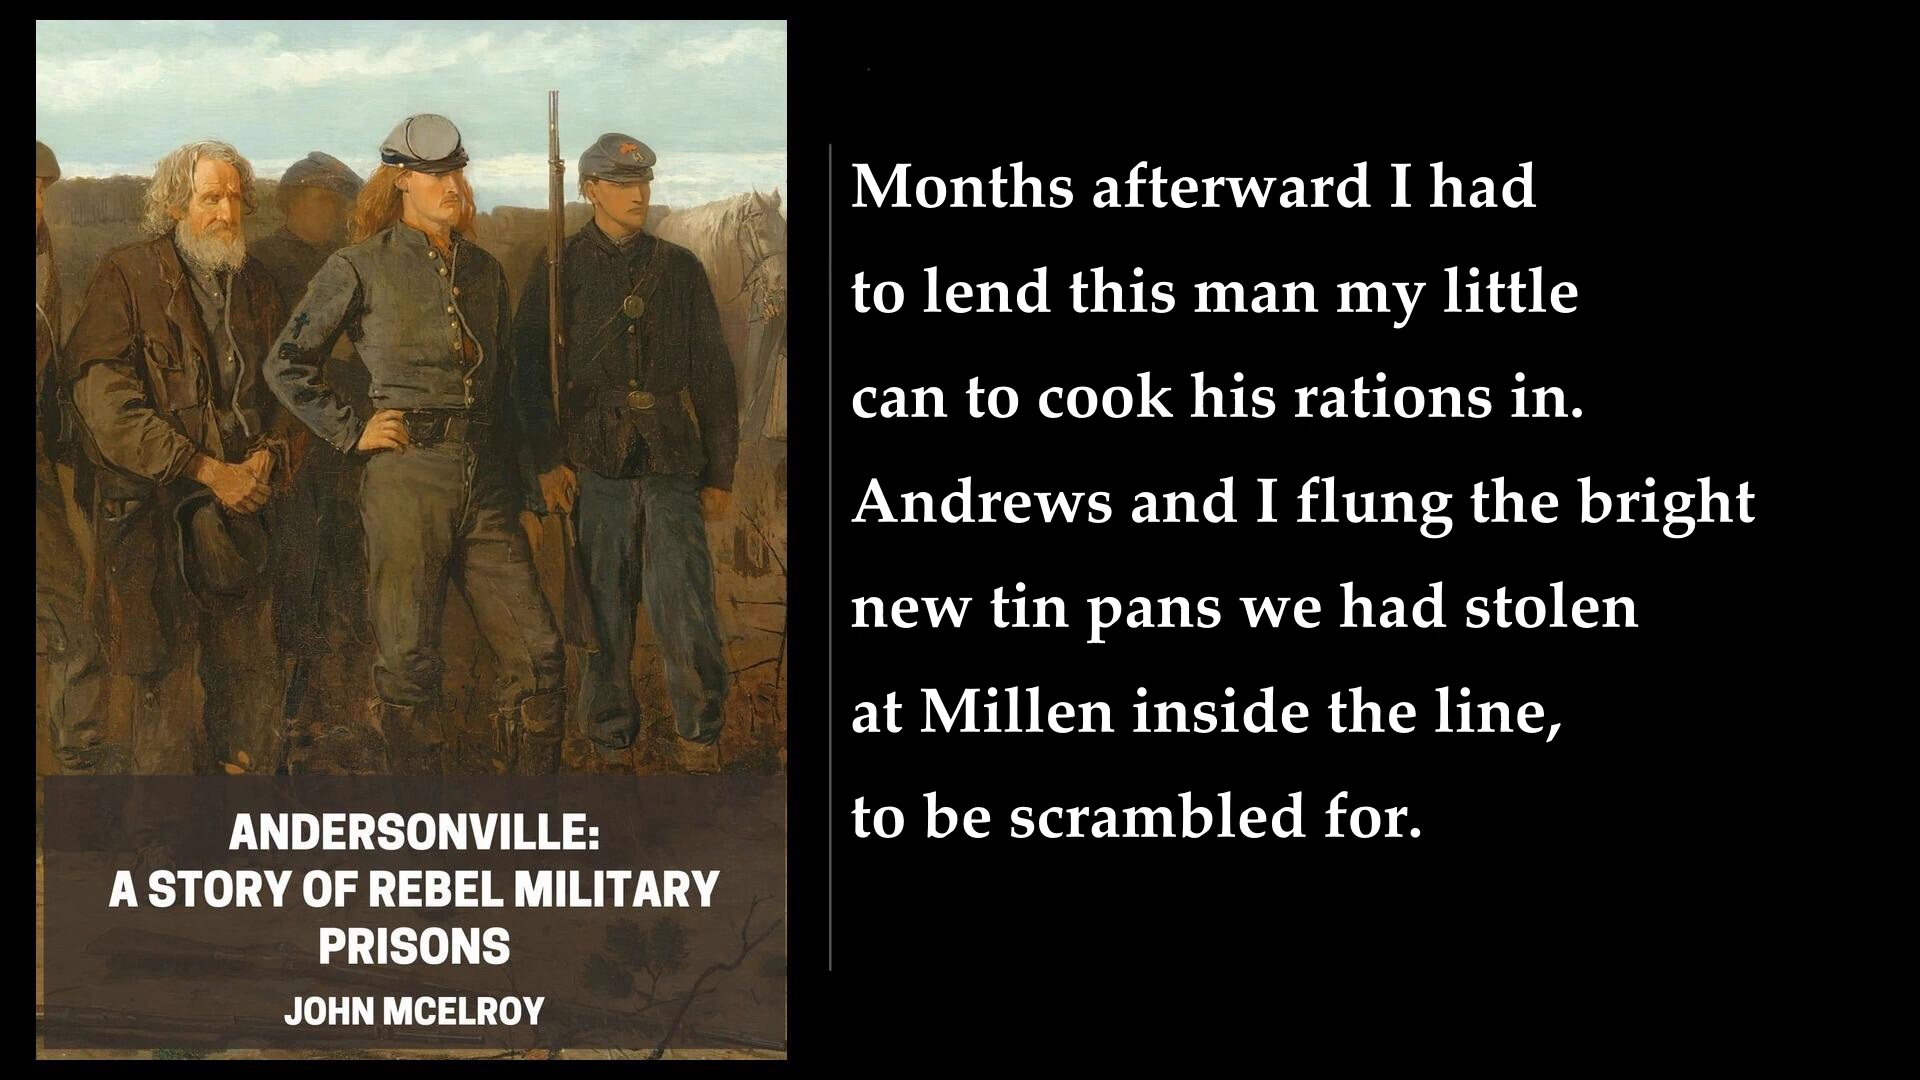 ANDERSONVILLE:
A STORY OF REBEL MILITARY
PRISONS
JOHN MCELROY
Months afterward I had
to lend this man my little
can to cook his rations in.
Andrews and I flung the bright
new tin pans we had stolen
at Millen inside the line,
to be scrambled for.